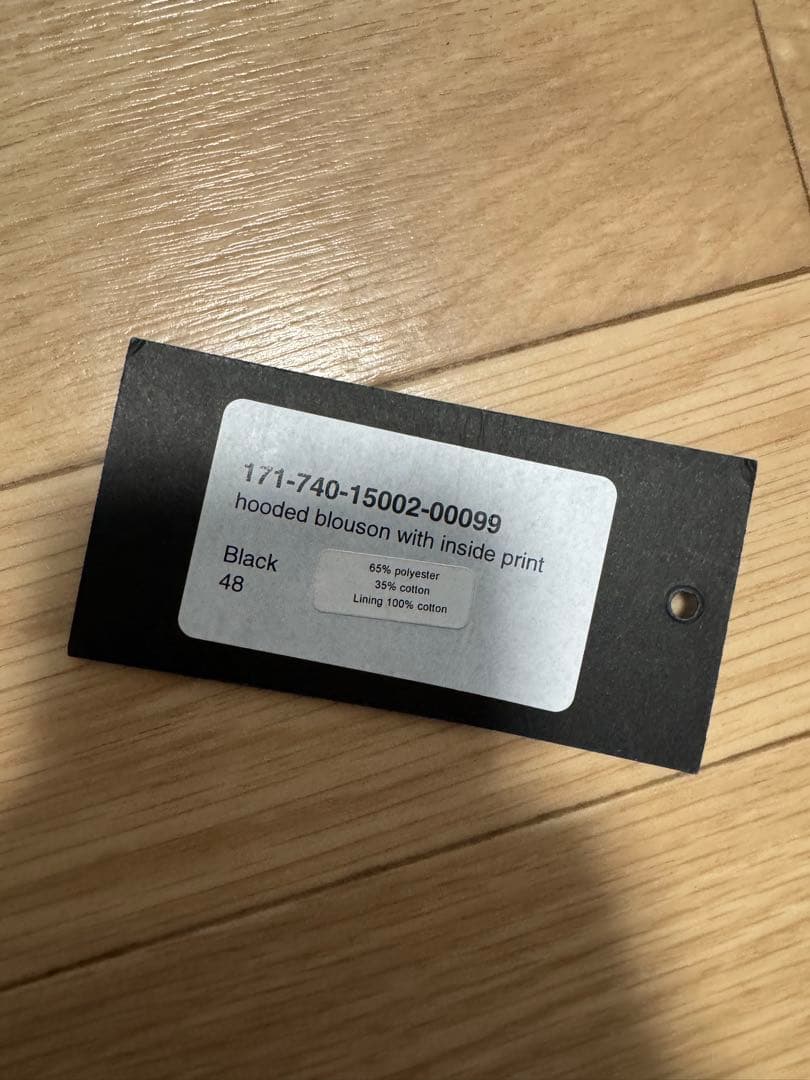 171-740-15002-00099
hooded blouson with inside print
Black
48
65% polyester
35% cotton
Lining 100% cotton